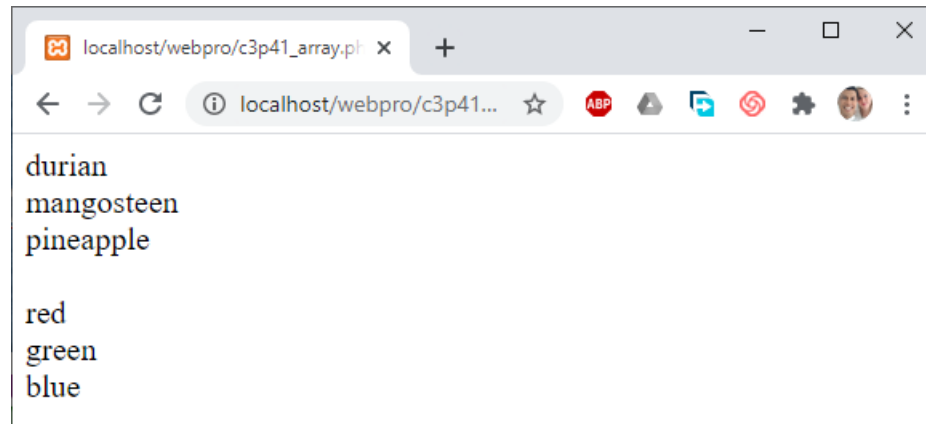 localhost/webpro/c3p41_array.ph
localhost/webpro/c3p41...
ABP
durian
mangosteen
pineapple
red
green
blue